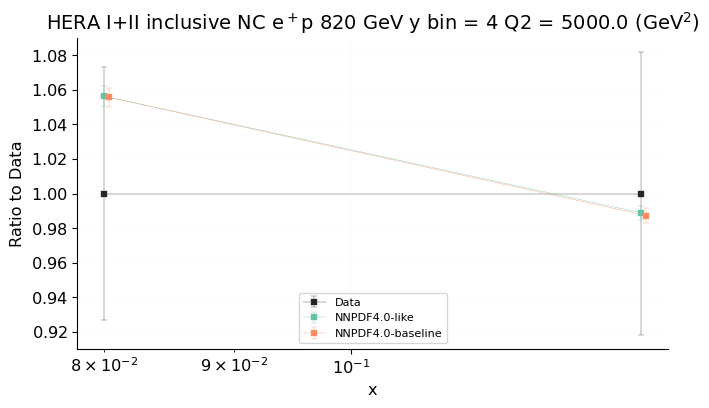 HERA I+II inclusive NC e⁺p 820 GeV y bin = 4 Q2 = 5000.0 (GeV²)
Ratio to Data
1.08
1.06
1.04
1.02
1.00
0.98
0.96
0.94
0.92
Data
NNPDF4.0-like
NNPDF4.0-baseline
8 × 10⁻² 9 × 10⁻² 10⁻¹
x